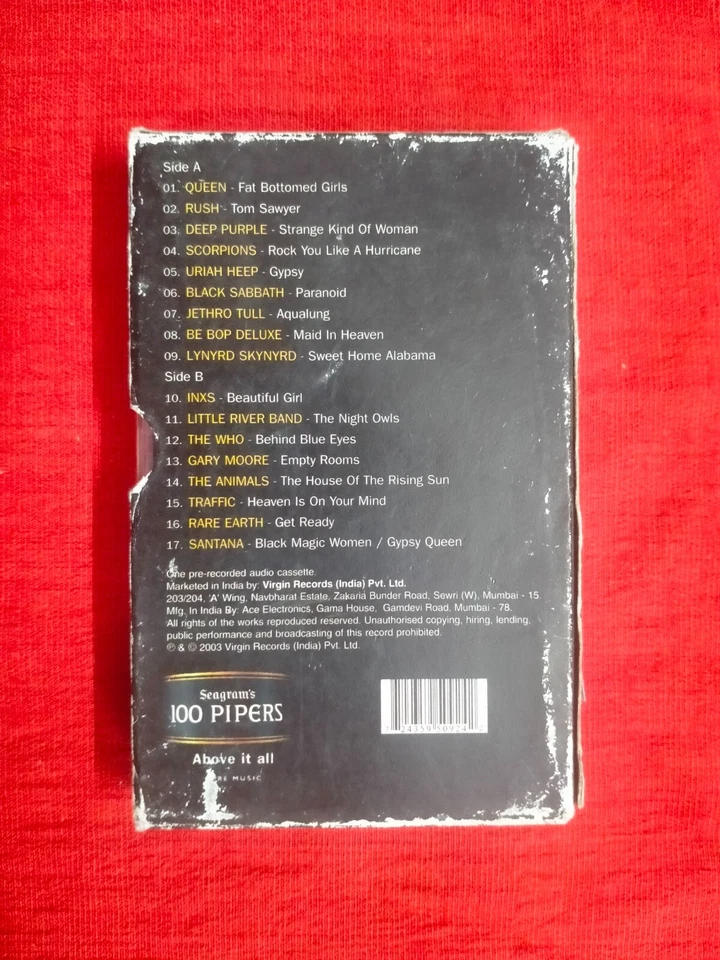 Side A
01. QUEEN - Fat Bottomed Girls
02. RUSH - Tom Sawyer
03. DEEP PURPLE - Strange Kind Of Woman
04. SCORPIONS - Rock You Like A Hurricane
05. URIAH HEEP - Gypsy
06. BLACK SABBATH - Paranoid
07. JETHRO TULL - Aqualung
08. BE BOP DELUXE - Maid In Heaven
09. LYNYRD SKYNYRD - Sweet Home Alabama
Side B
10. INXS - Beautiful Girl
11. LITTLE RIVER BAND - The Night Owls
12. THE WHO - Behind Blue Eyes
13. GARY MOORE - Empty Rooms
14. THE ANIMALS - The House Of The Rising Sun
15. TRAFFIC - Heaven Is On Your Mind
16. RARE EARTH - Get Ready
17. SANTANA - Black Magic Women / Gypsy Queen
One pre-recorded audio cassette.
Marketed in India by: Virgin Records (India) Pvt. Ltd.
203/204, 'A' Wing, Navbharat Estate, Zakaria Bunder Road, Sewri (W), Mumbai - 15.
Mfg. In India By: Ace Electronics, Gama House, Gamdevi Road, Mumbai - 78.
All rights of the works reproduced reserved. Unauthorised copying, hiring, lending,
public performance and broadcasting of this record prohibited.
℗ & © 2003 Virgin Records (India) Pvt. Ltd.
Seagram's
100 PIPERS
Above it all
MUSIC
7 24359 50924 2